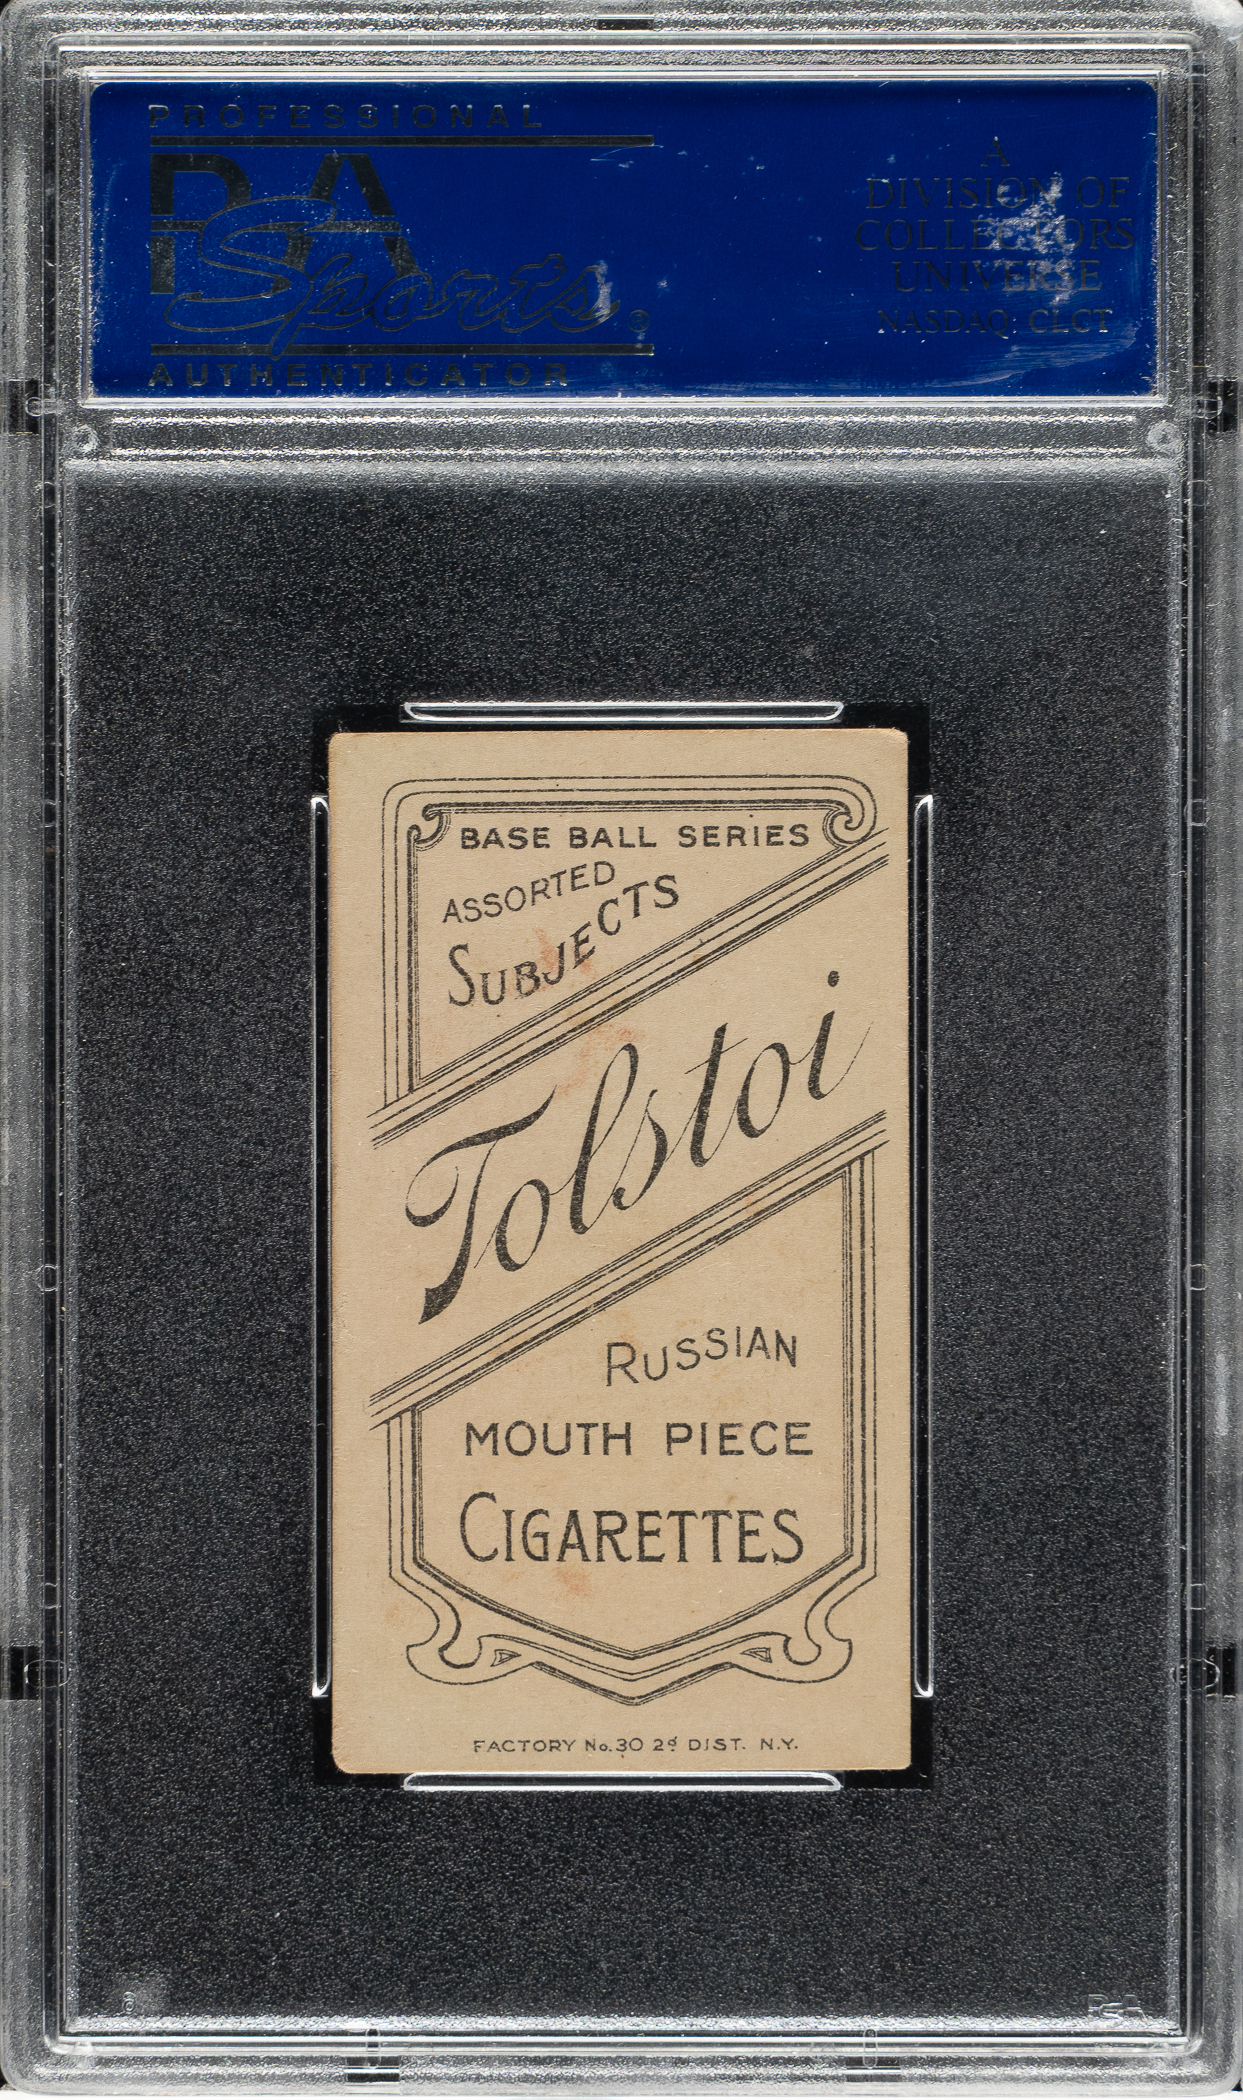 PROFESSIONAL
PSA
Sports ®
AUTHENTICATOR
A
DIVISION OF
COLLECTORS
UNIVERSE
NASDAQ: CLCT
BASE BALL SERIES
ASSORTED
SUBJECTS
Tolstoi
RUSSIAN
MOUTH PIECE
CIGARETTES
FACTORY No. 30 2d DIST. N.Y.
PSA